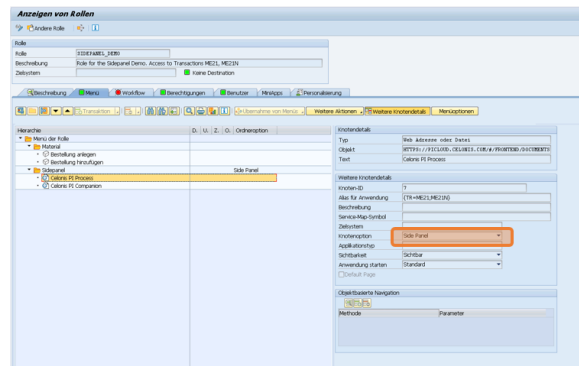 Anzeigen von Rollen
Andere Rolle
Rolle
Rolle SIDEPANEL_DEMO
Beschreibung Role for the Sidepanel Demo. Access to Transactions ME21, ME21N
Zielsystem Keine Destination
Beschreibung Menü Workflow Berechtigungen Benutzer MiniApps Personalisierung
Transaktion Übernahme von Menüs Weitere Aktionen Weitere Knotendetails Menüoptionen
Hierarchie D. U. Z. O. Ordneroption
Menü der Rolle
Material
Bestellung anlegen
Bestellung hinzufügen
Sidepanel Side Panel
Celonis PI Process
Celonis PI Companion
Knotendetails
Typ Web Adresse oder Datei
Objekt HTTPS://PICLOUD.CELONIS.COM/#/FRONTEND/DOCUMENTS
Text Celonis PI Process
Weitere Knotendetails
Knoten-ID 7
Alias für Anwendung {TR=ME21,ME21N}
Beschreibung
Service-Map-Symbol
Zielsystem
Knotenoption Side Panel
Applikationstyp
Sichtbarkeit Sichtbar
Anwendung starten Standard
Default Page
Objektbasierte Navigation
Methode Parameter